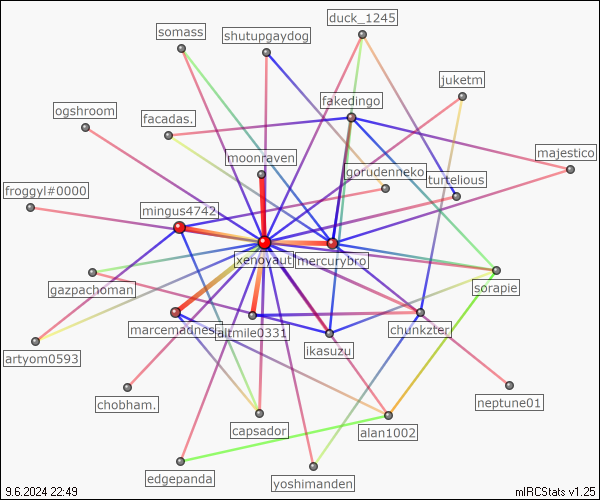 duck_1245
somass
shutupgaydog
juketm
fakedingo
ogshroom
facadas.
moonraven
majestico
gorudenneko
turtelious
froggyl#0000
mingus4742
xenoyaut
mercurybro
sorapie
gazpachoman
marcemadness
altmile0331
chunkzter
ikasuzu
artyom0593
chobham.
neptune01
capsador
alan1002
edgepanda
yoshimanden
9.6.2024 22:49
mIRCStats v1.25